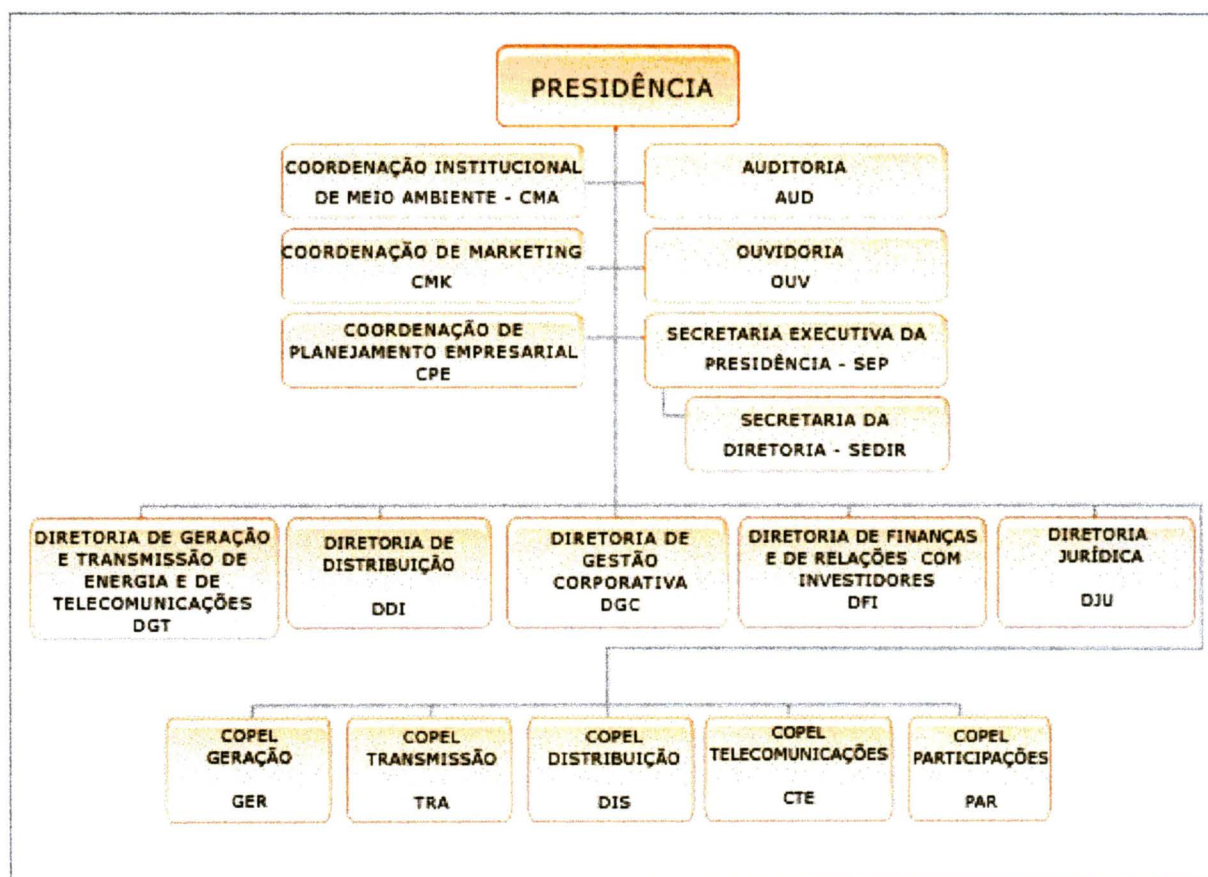 PRESIDÊNCIA
COORDENAÇÃO INSTITUCIONAL
DE MEIO AMBIENTE - CMA
AUDITORIA
AUD
COORDENAÇÃO DE MARKETING
CMK
OUVIDORIA
OUV
COORDENAÇÃO DE
PLANEJAMENTO EMPRESARIAL
CPE
SECRETARIA EXECUTIVA DA
PRESIDÊNCIA - SEP
SECRETARIA DA
DIRETORIA - SEDIR
DIRETORIA DE GERAÇÃO
E TRANSMISSÃO DE
ENERGIA E DE
TELECOMUNICAÇÕES
DGT
DIRETORIA DE
DISTRIBUIÇÃO
DDI
DIRETORIA DE
GESTÃO
CORPORATIVA
DGC
DIRETORIA DE FINANÇAS
E DE RELAÇÕES COM
INVESTIDORES
DFI
DIRETORIA
JURÍDICA
DJU
COPEL
GERAÇÃO
GER
COPEL
TRANSMISSÃO
TRA
COPEL
DISTRIBUIÇÃO
DIS
COPEL
TELECOMUNICAÇÕES
CTE
COPEL
PARTICIPAÇÕES
PAR